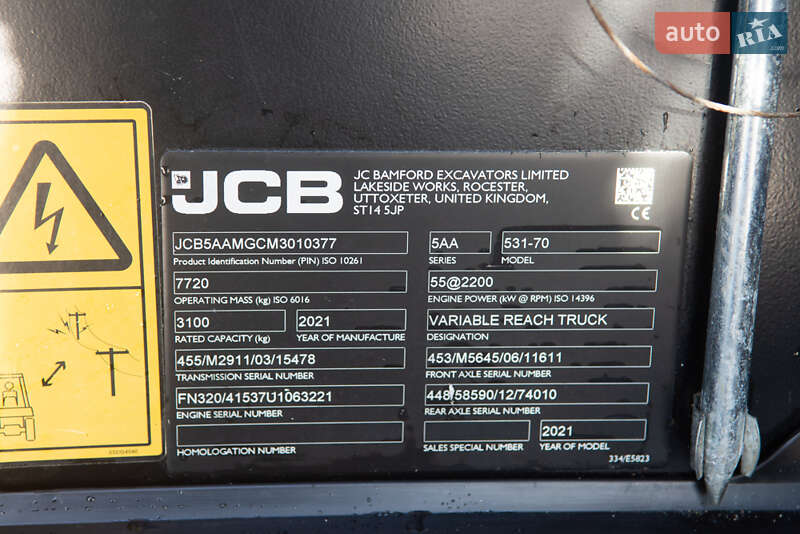 auto RIA
JCB
JC BAMFORD EXCAVATORS LIMITED
LAKESIDE WORKS, ROCESTER,
UTTOXETER, UNITED KINGDOM,
ST14 5JP
CE
JCB5AAMGCM3010377
Product Identification Number (PIN) ISO 10261
5AA
SERIES
531-70
MODEL
7720
OPERATING MASS (kg) ISO 6016
55@2200
ENGINE POWER (kW @ RPM) ISO 14396
3100
RATED CAPACITY (kg)
2021
YEAR OF MANUFACTURE
VARIABLE REACH TRUCK
DESIGNATION
455/M2911/03/15478
TRANSMISSION SERIAL NUMBER
453/M5645/06/11611
FRONT AXLE SERIAL NUMBER
FN320/41537U1063221
ENGINE SERIAL NUMBER
448/58590/12/74010
REAR AXLE SERIAL NUMBER
HOMOLOGATION NUMBER
SALES SPECIAL NUMBER
2021
YEAR OF MODEL
334/E5823